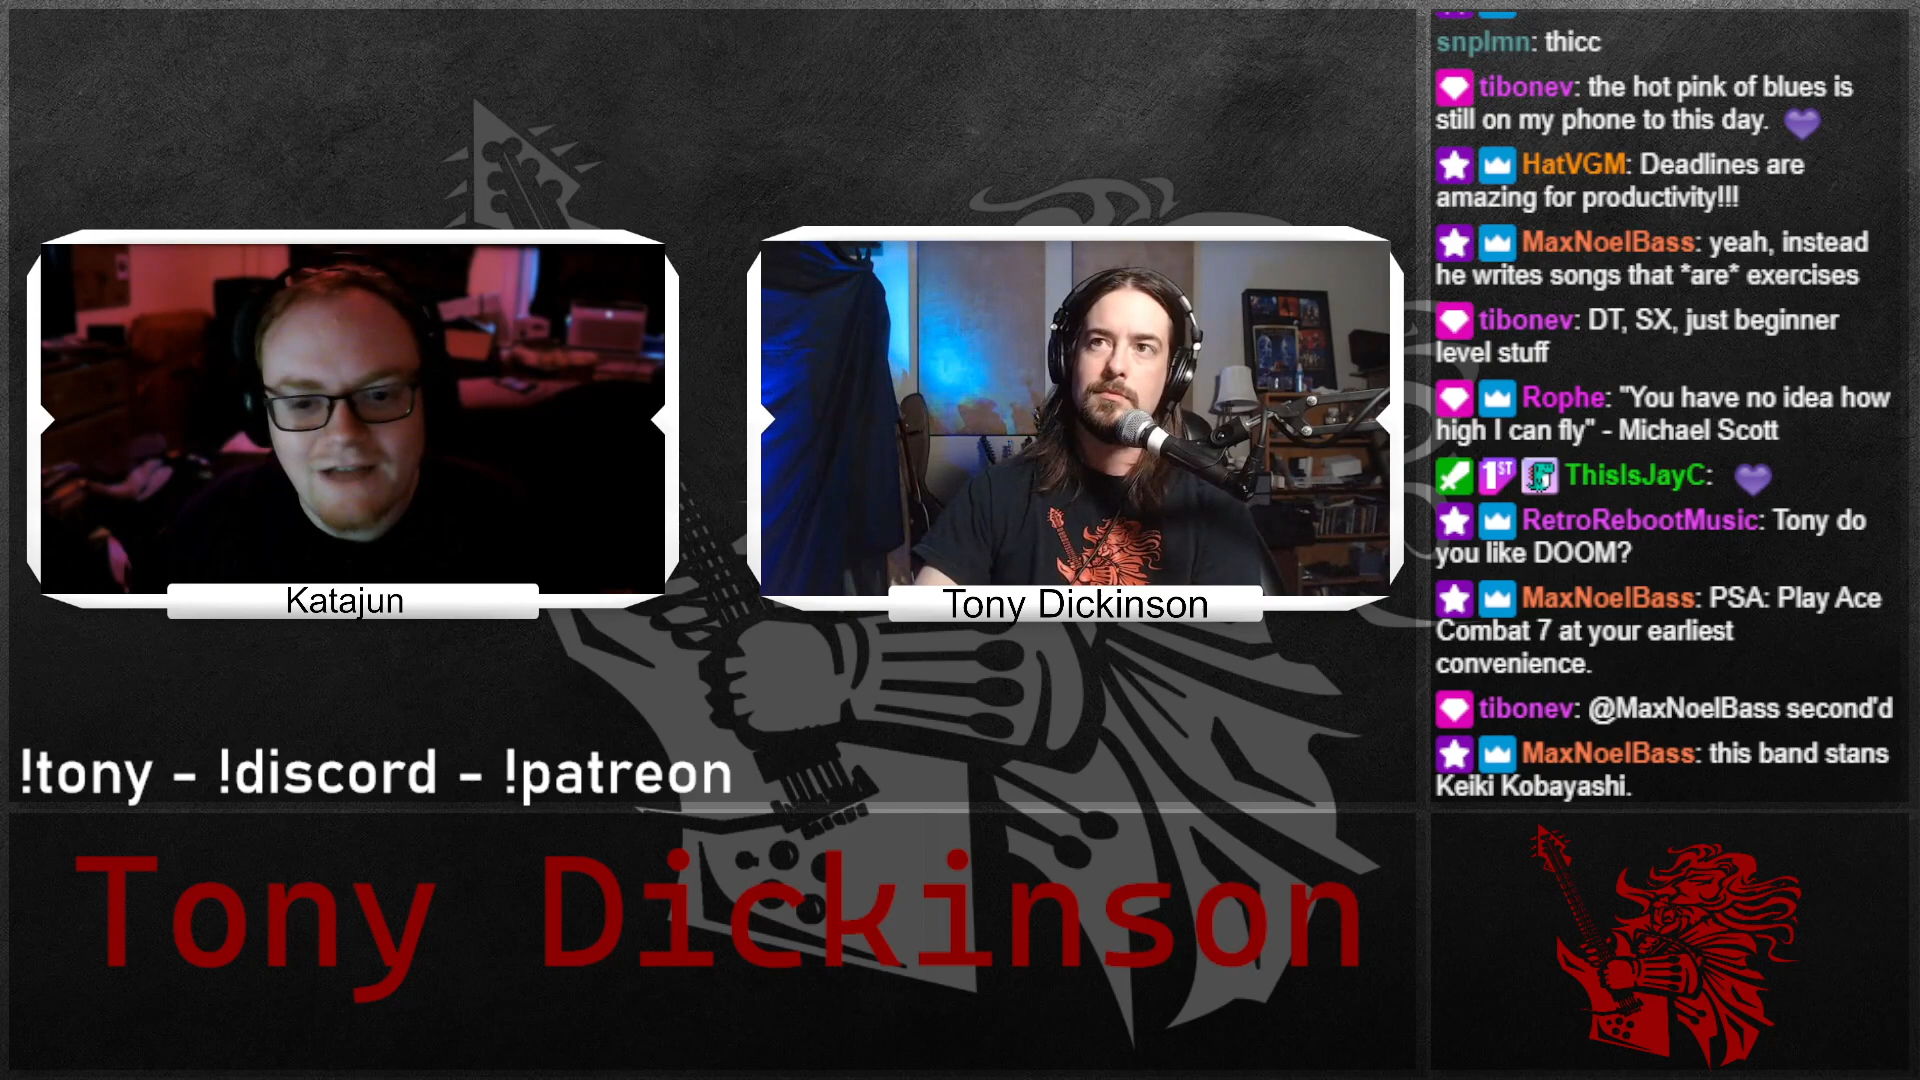 snplmn: thicc
tibonev: the hot pink of blues is
still on my phone to this day.
HatVGM: Deadlines are
amazing for productivity!!!
MaxNoelBass: yeah, instead
he writes songs that *are* exercises
tibonev: DT, SX, just beginner
level stuff
Rophe: "You have no idea how
high I can fly" - Michael Scott
1ST ThisIsJayC:
RetroRebootMusic: Tony do
you like DOOM?
MaxNoelBass: PSA: Play Ace
Combat 7 at your earliest
convenience.
tibonev: @MaxNoelBass second'd
MaxNoelBass: this band stans
Keiki Kobayashi.
Katajun
Tony Dickinson
!tony - !discord - !patreon
Tony Dickinson